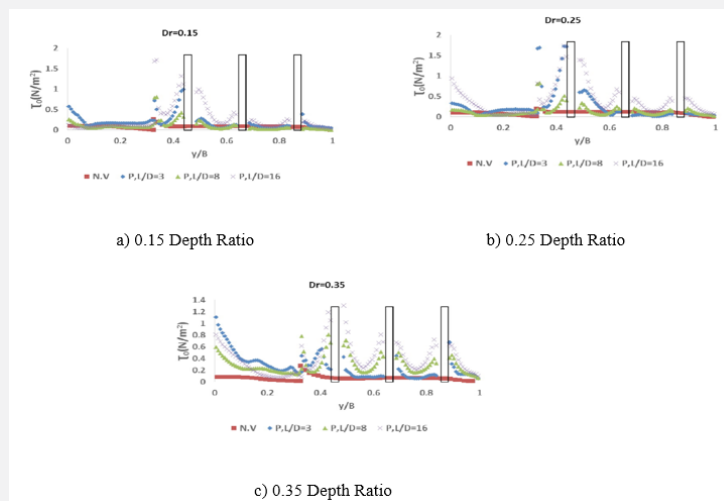 Dr=0.15
2
1.5
1
0.5
0
Ʈ₀(N/m²)
0 0.2 0.4 0.6 0.8 1
y/B
N.V P,L/D=3 P,L/D=8 P,L/D=16
a) 0.15 Depth Ratio
Dr=0.25
2
1.5
1
0.5
0
Ʈ₀(N/m²)
0 0.2 0.4 0.6 0.8 1
y/B
N.V P,L/D=3 P,L/D=8 P,L/D=16
b) 0.25 Depth Ratio
Dr=0.35
1.4
1.2
1
0.8
0.6
0.4
0.2
0
Ʈ₀(N/m²)
0 0.2 0.4 0.6 0.8 1
y/B
N.V P,L/D=3 P,L/D=8 P,L/D=16
c) 0.35 Depth Ratio